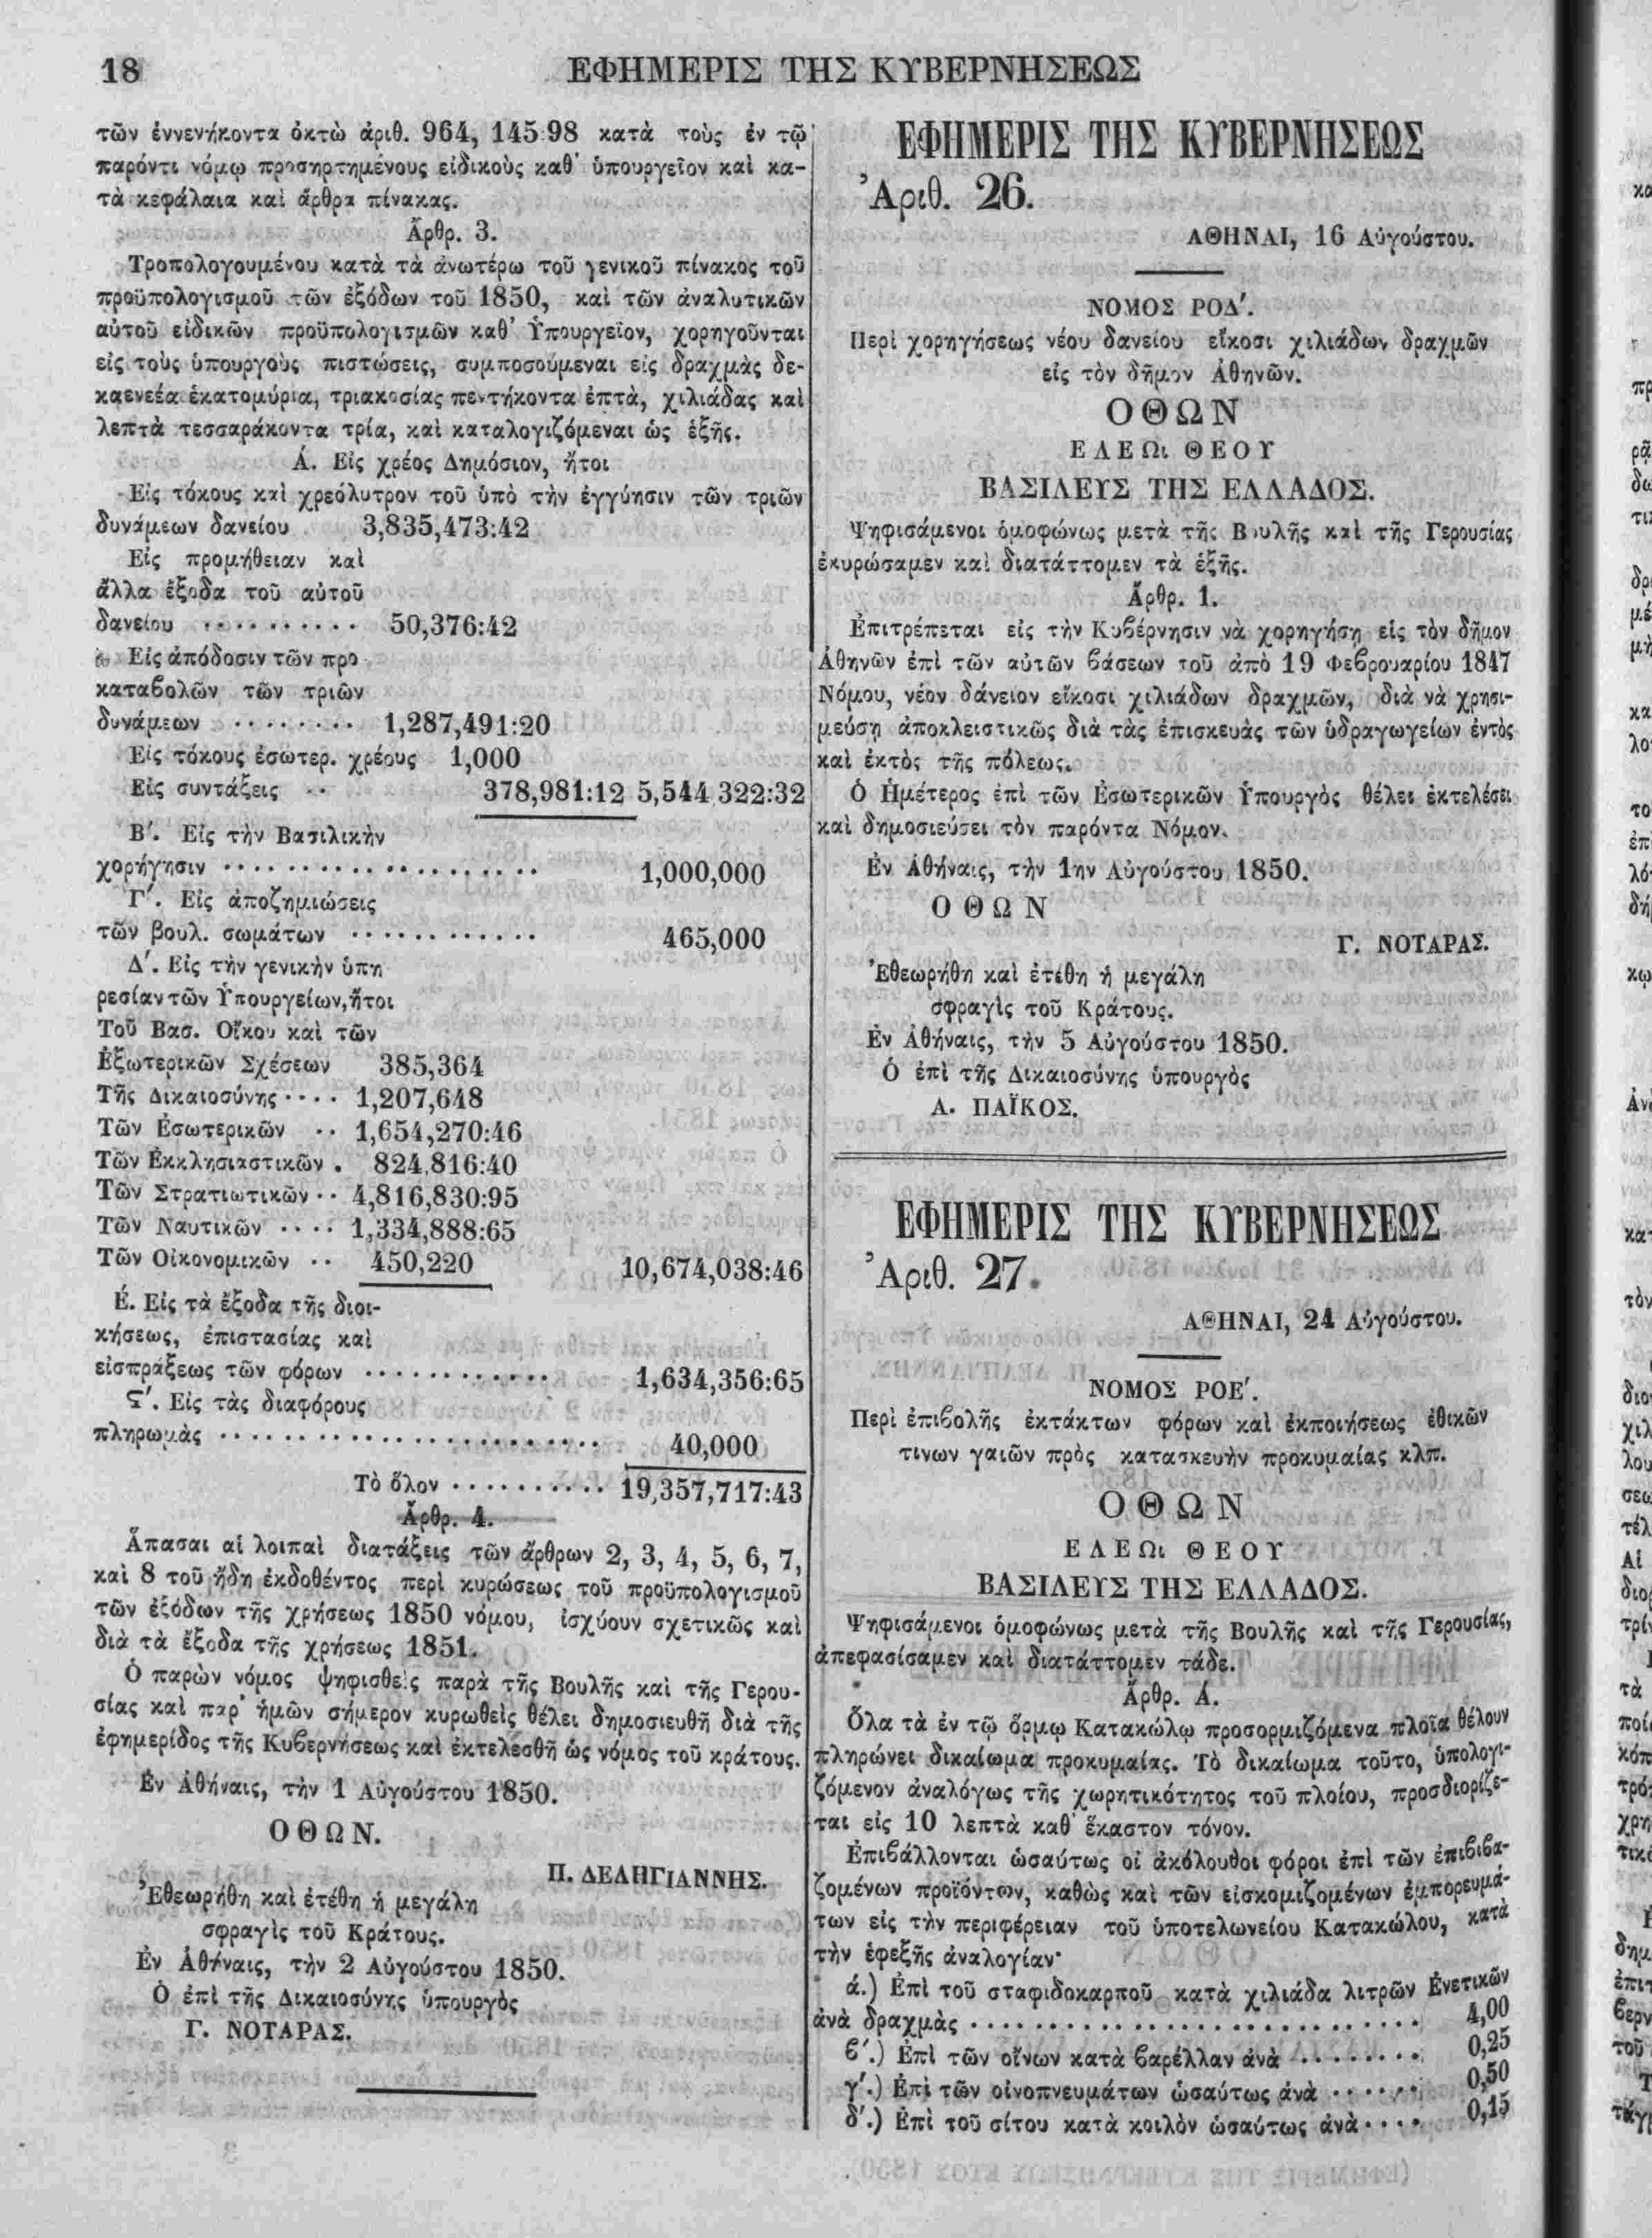 18
ΕΦΗΜΕΡΙΣ ΤΗΣ ΚΥΒΕΡΝΗΣΕΩΣ
τῶν ἐννενήκοντα ὀκτὼ ἀριθ. 964, 145:98 κατὰ τοὺς ἐν τῷ
παρόντι νόμῳ προσηρτημένους εἰδικοὺς καθ᾽ ὑπουργεῖον καὶ κα-
τὰ κεφάλαια καὶ ἄρθρα πίνακας.
Ἄρθρ. 3.
Τροπολογουμένου κατὰ τὰ ἀνωτέρω τοῦ γενικοῦ πίνακος τοῦ
προϋπολογισμοῦ τῶν ἐξόδων τοῦ 1850, καὶ τῶν ἀναλυτικῶν
αὐτοῦ εἰδικῶν προϋπολογισμῶν καθ᾽ Ὑπουργεῖον, χορηγοῦνται
εἰς τοὺς ὑπουργοὺς πιστώσεις, συμποσούμεναι εἰς δραχμὰς δε-
καενεέα ἑκατομύρια, τριακοσίας πεντήκοντα ἑπτὰ, χιλιάδας καὶ
λεπτὰ τεσσαράκοντα τρία, καὶ καταλογιζόμεναι ὡς ἑξῆς.
Ά. Εἰς χρέος Δημόσιον, ἤτοι
Εἰς τόκους καὶ χρεόλυτρον τοῦ ὑπὸ τὴν ἐγγύησιν τῶν τριῶν
δυνάμεων δανείου . 3,835,473:42
Εἰς προμήθειαν καὶ
ἄλλα ἔξοδα τοῦ αὐτοῦ
δανείου .......... 50,376:42
Εἰς ἀπόδοσιν τῶν προ
καταβολῶν τῶν τριῶν
δυνάμεων ........ 1,287,491:20
Εἰς τόκους ἐσωτερ. χρέους 1,000
Εἰς συντάξεις .. 378,981:12 5,544,322:32
Β΄. Εἰς τὴν Βασιλικὴν
χορήγησιν .................... 1,000,000
Γ΄. Εἰς ἀποζημιώσεις
τῶν βουλ. σωμάτων ............ 465,000
Δ΄. Εἰς τὴν γενικὴν ὑπη
ρεσίαν τῶν Ὑπουργείων, ἤτοι
Τοῦ Βασ. Οἴκου καὶ τῶν
Ἐξωτερικῶν Σχέσεων 385,364
Τῆς Δικαιοσύνης .... 1,207,648
Τῶν Ἐσωτερικῶν .. 1,654,270:46
Τῶν Ἐκκλησιαστικῶν . 824,816:40
Τῶν Στρατιωτικῶν .. 4,816,830:95
Τῶν Ναυτικῶν .... 1,334,888:65
Τῶν Οἰκονομικῶν .. 450,220 10,674,038:46
Έ. Εἰς τὰ ἔξοδα τῆς διοι-
κήσεως, ἐπιστασίας καὶ
εἰσπράξεως τῶν φόρων ............ 1,634,356:65
Ϛ΄. Εἰς τὰς διαφόρους
πληρωμὰς ........................ 40,000
Τὸ ὅλον .......... 19,357,717:43
Ἄρθρ. 4.
Ἅπασαι αἱ λοιπαὶ διατάξεις τῶν ἄρθρων 2, 3, 4, 5, 6, 7,
καὶ 8 τοῦ ἤδη ἐκδοθέντος περὶ κυρώσεως τοῦ προϋπολογισμοῦ
τῶν ἐξόδων τῆς χρήσεως 1850 νόμου, ἰσχύουν σχετικῶς καὶ
διὰ τὰ ἔξοδα τῆς χρήσεως 1851.
Ὁ παρὼν νόμος ψηφισθεὶς παρὰ τῆς Βουλῆς καὶ τῆς Γερου-
σίας καὶ παρ᾽ ἡμῶν σήμερον κυρωθεὶς θέλει δημοσιευθῆ διὰ τῆς
ἐφημερίδος τῆς Κυβερνήσεως καὶ ἐκτελεσθῆ ὡς νόμος τοῦ κράτους.
Ἐν Ἀθήναις, τὴν 1 Αὐγούστου 1850.
ΟΘΩΝ.
Π. ΔΕΛΗΓΙΑΝΝΗΣ.
Ἐθεωρήθη καὶ ἐτέθη ἡ μεγάλη
σφραγὶς τοῦ Κράτους.
Ἐν Ἀθήναις, τὴν 2 Αὐγούστου 1850.
Ὁ ἐπὶ τῆς Δικαιοσύνης ὑπουργὸς
Γ. ΝΟΤΑΡΑΣ.
ΕΦΗΜΕΡΙΣ ΤΗΣ ΚΥΒΕΡΝΗΣΕΩΣ
Ἀριθ. 26.
ΑΘΗΝΑΙ, 16 Αὐγούστου.
ΝΟΜΟΣ ΡΟΔ΄.
Περὶ χορηγήσεως νέου δανείου εἴκοσι χιλιάδων δραχμῶν
εἰς τὸν δῆμον Ἀθηνῶν.
ΟΘΩΝ
ΕΛΕΩι ΘΕΟΥ
ΒΑΣΙΛΕΥΣ ΤΗΣ ΕΛΛΑΔΟΣ.
Ψηφισάμενοι ὁμοφώνως μετὰ τῆς Βουλῆς καὶ τῆς Γερουσίας
ἐκυρώσαμεν καὶ διατάττομεν τὰ ἑξῆς.
Ἄρθρ. 1.
Ἐπιτρέπεται εἰς τὴν Κυβέρνησιν νὰ χορηγήσῃ εἰς τὸν δῆμον
Ἀθηνῶν ἐπὶ τῶν αὐτῶν βάσεων τοῦ ἀπὸ 19 Φεβρουαρίου 1847
Νόμου, νέον δάνειον εἴκοσι χιλιάδων δραχμῶν, διὰ νὰ χρησι-
μεύσῃ ἀποκλειστικῶς διὰ τὰς ἐπισκευὰς τῶν ὑδραγωγείων ἐντὸς
καὶ ἐκτὸς τῆς πόλεως.
Ὁ Ἡμέτερος ἐπὶ τῶν Ἐσωτερικῶν Ὑπουργὸς θέλει ἐκτελέσει
καὶ δημοσιεύσει τὸν παρόντα Νόμον.
Ἐν Ἀθήναις, τὴν 1ην Αὐγούστου 1850.
ΟΘΩΝ
Γ. ΝΟΤΑΡΑΣ.
Ἐθεωρήθη καὶ ἐτέθη ἡ μεγάλη
σφραγὶς τοῦ Κράτους.
Ἐν Ἀθήναις, τὴν 5 Αὐγούστου 1850.
Ὁ ἐπὶ τῆς Δικαιοσύνης ὑπουργὸς
Α. ΠΑΪΚΟΣ.
ΕΦΗΜΕΡΙΣ ΤΗΣ ΚΥΒΕΡΝΗΣΕΩΣ
Ἀριθ. 27.
ΑΘΗΝΑΙ, 24 Αὐγούστου.
ΝΟΜΟΣ ΡΟΕ΄.
Περὶ ἐπιβολῆς ἐκτάκτων φόρων καὶ ἐκποιήσεως ἐθικῶν
τινων γαιῶν πρὸς κατασκευὴν προκυμαίας κλπ.
ΟΘΩΝ
ΕΛΕΩι ΘΕΟΥ
ΒΑΣΙΛΕΥΣ ΤΗΣ ΕΛΛΑΔΟΣ.
Ψηφισάμενοι ὁμοφώνως μετὰ τῆς Βουλῆς καὶ τῆς Γερουσίας,
ἀπεφασίσαμεν καὶ διατάττομεν τάδε.
Ἄρθρ. Ά.
Ὅλα τὰ ἐν τῷ ὅρμῳ Κατακώλῳ προσορμιζόμενα πλοῖα θέλουν
πληρώνει δικαίωμα προκυμαίας. Τὸ δικαίωμα τοῦτο, ὑπολογι-
ζόμενον ἀναλόγως τῆς χωρητικότητος τοῦ πλοίου, προσδιορίζε-
ται εἰς 10 λεπτὰ καθ᾽ ἕκαστον τόνον.
Ἐπιβάλλονται ὡσαύτως οἱ ἀκόλουθοι φόροι ἐπὶ τῶν ἐπιβιβα-
ζομένων προϊόντων, καθὼς καὶ τῶν εἰσκομιζομένων ἐμπορευμά-
των εἰς τὴν περιφέρειαν τοῦ ὑποτελωνείου Κατακώλου, κατὰ
τὴν ἑφεξῆς ἀναλογίαν·
ά.) Ἐπὶ τοῦ σταφιδοκαρποῦ κατὰ χιλιάδα λιτρῶν Ἐνετικῶν
ἀνὰ δραχμὰς ............................ 4,00
β΄.) Ἐπὶ τῶν οἴνων κατὰ βαρέλλαν ἀνὰ ........ 0,25
γ΄.) Ἐπὶ τῶν οἰνοπνευμάτων ὡσαύτως ἀνὰ ...... 0,50
δ΄.) Ἐπὶ τοῦ σίτου κατὰ κοιλὸν ὡσαύτως ἀνὰ .... 0,15